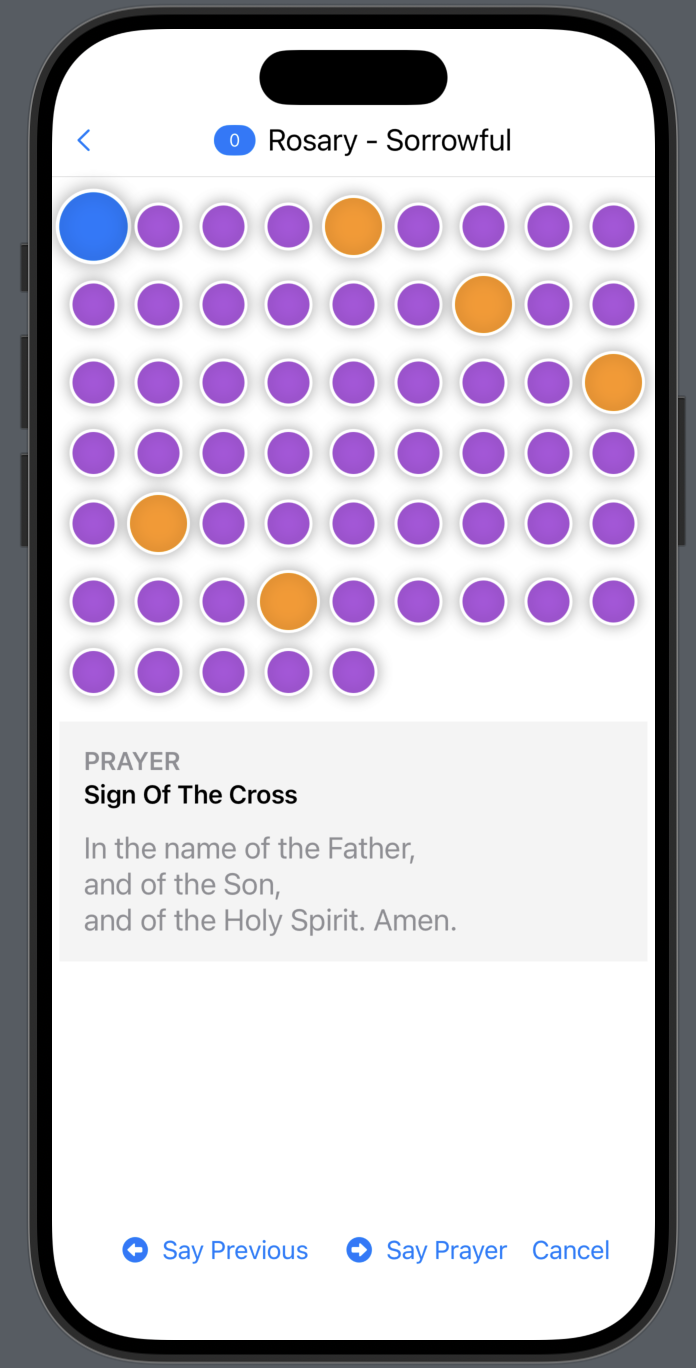 0 Rosary - Sorrowful
PRAYER
Sign Of The Cross
In the name of the Father,
and of the Son,
and of the Holy Spirit. Amen.
Say Previous Say Prayer Cancel